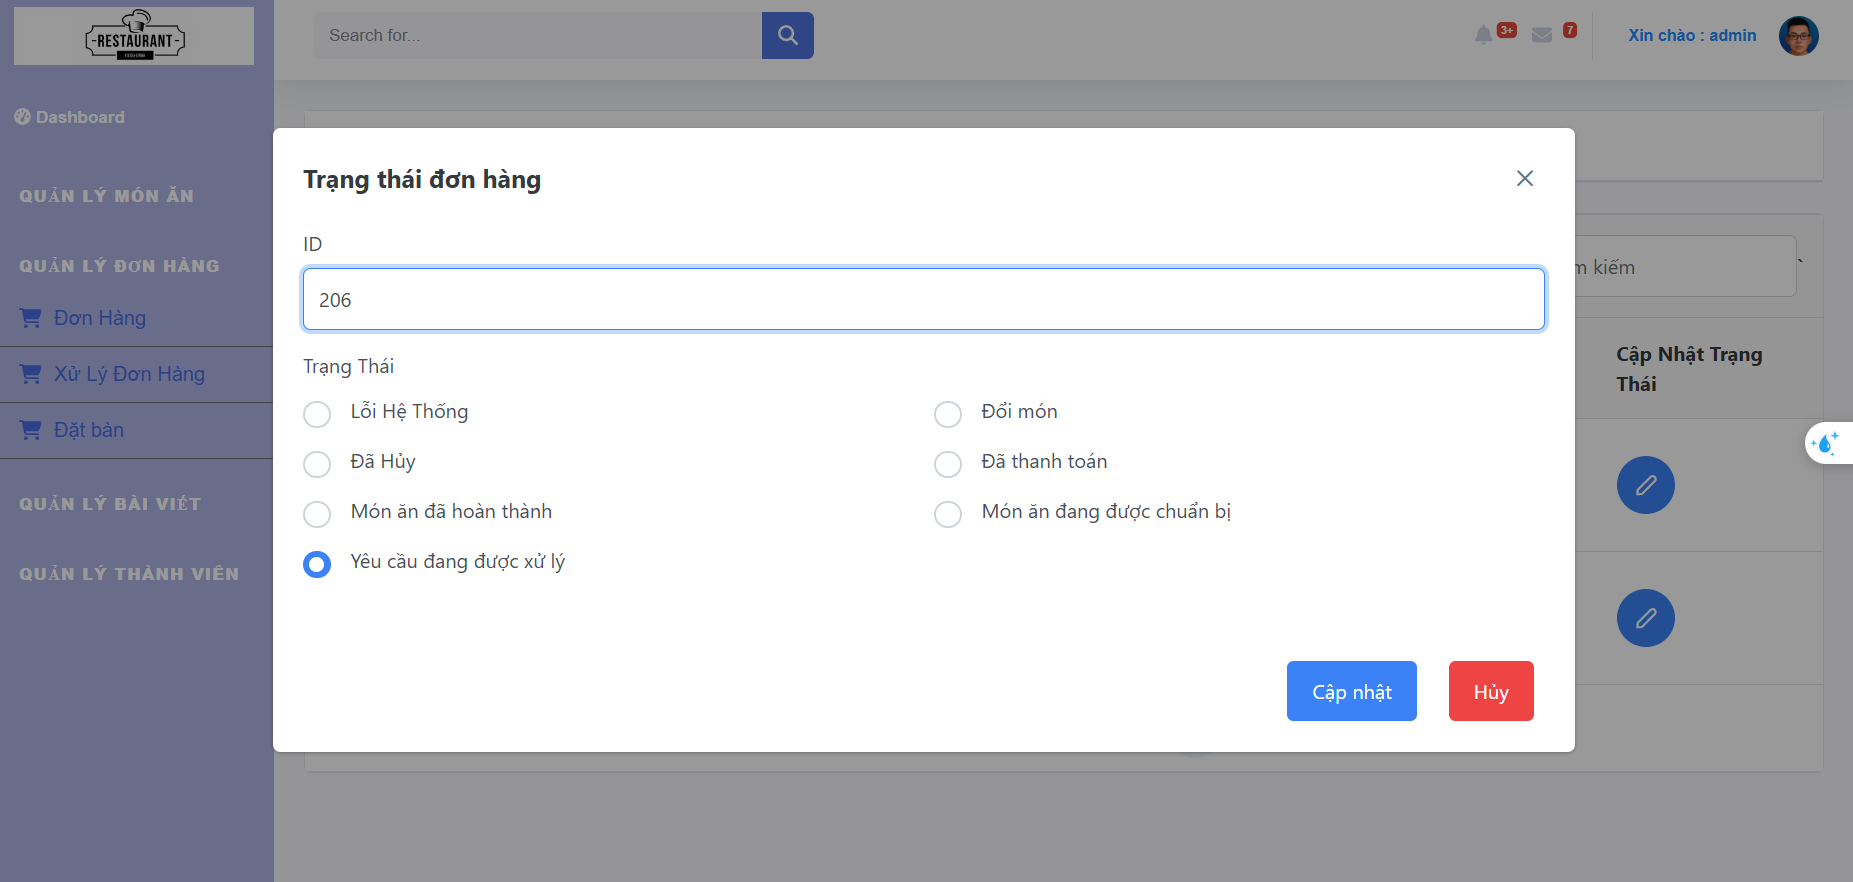 -RESTAURANT-
Search for...
3+
7
Xin chào : admin
Dashboard
QUẢN LÝ MÓN ĂN
QUẢN LÝ ĐƠN HÀNG
Đơn Hàng
Xử Lý Đơn Hàng
Đặt bàn
QUẢN LÝ BÀI VIẾT
QUẢN LÝ THÀNH VIÊN
Trạng thái đơn hàng
ID
206
Trạng Thái
Lỗi Hệ Thống
Đổi món
Đã Hủy
Đã thanh toán
Món ăn đã hoàn thành
Món ăn đang được chuẩn bị
Yêu cầu đang được xử lý
Cập nhật
Hủy
m kiếm
`
Cập Nhật Trạng
Thái